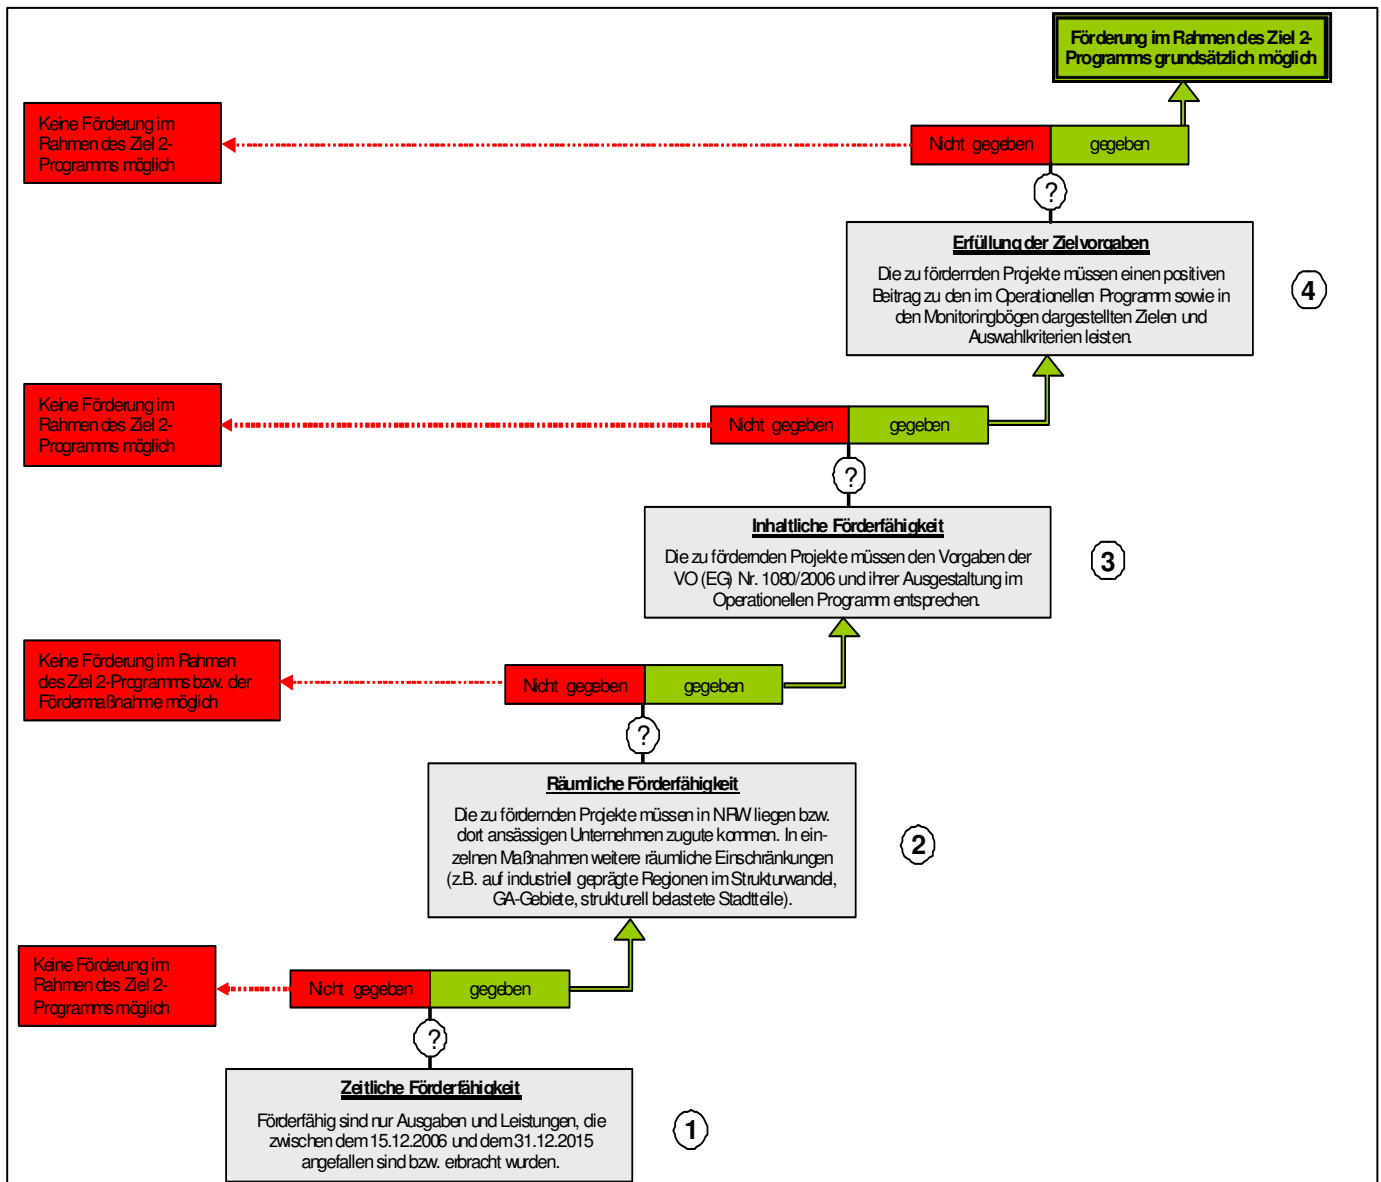 Förderung im Rahmen des Ziel 2-
Programms grundsätzlich möglich
Keine Förderung im
Rahmen des Ziel 2-
Programms möglich
Nicht gegeben
gegeben
?
Erfüllung der Zielvorgaben
Die zu fördernden Projekte müssen einen positiven
Beitrag zu den im Operationellen Programm sowie in
den Monitoringbögen dargestellten Zielen und
Auswahlkriterien leisten.
4
Keine Förderung im
Rahmen des Ziel 2-
Programms möglich
Nicht gegeben
gegeben
?
Inhaltliche Förderfähigkeit
Die zu fördernden Projekte müssen den Vorgaben der
VO (EG) Nr. 1080/2006 und ihrer Ausgestaltung im
Operationellen Programm entsprechen.
3
Keine Förderung im Rahmen
des Ziel 2-Programms bzw. der
Fördermaßnahme möglich
Nicht gegeben
gegeben
?
Räumliche Förderfähigkeit
Die zu fördernden Projekte müssen in NRW liegen bzw.
dort ansässigen Unternehmen zugute kommen. In ein-
zelnen Maßnahmen weitere räumliche Einschränkungen
(z.B. auf industriell geprägte Regionen im Strukturwandel,
GA-Gebiete, strukturell belastete Stadtteile).
2
Keine Förderung im
Rahmen des Ziel 2-
Programms möglich
Nicht gegeben
gegeben
?
Zeitliche Förderfähigkeit
Förderfähig sind nur Ausgaben und Leistungen, die
zwischen dem 15.12.2006 und dem 31.12.2015
angefallen sind bzw. erbracht wurden.
1